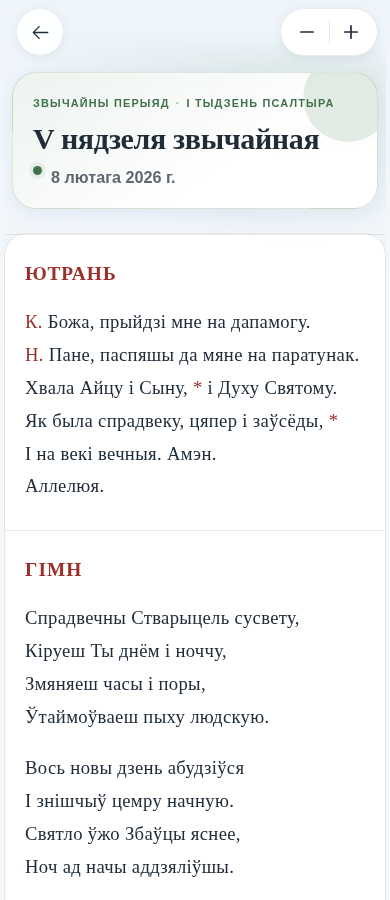 ЗВЫЧАЙНЫ ПЕРЫЯД · I ТЫДЗЕНЬ ПСАЛТЫРА
V нядзеля звычайная
8 лютага 2026 г.
ЮТРАНЬ
К. Божа, прыйдзі мне на дапамогу.
Н. Пане, паспяшы да мяне на паратунак.
Хвала Айцу і Сыну, * і Духу Святому.
Як была спрадвеку, цяпер і заўсёды, *
І на векі вечныя. Амэн.
Аллелюя.
ГІМН
Спрадвечны Стварыцель сусвету,
Кіруеш Ты днём і ноччу,
Змяняеш часы і поры,
Ўтаймоўваеш пыху людскую.
Вось новы дзень абудзіўся
І знішчыў цемру начную.
Святло ўжо Збаўцы яснее,
Ноч ад начы аддзяліўшы.